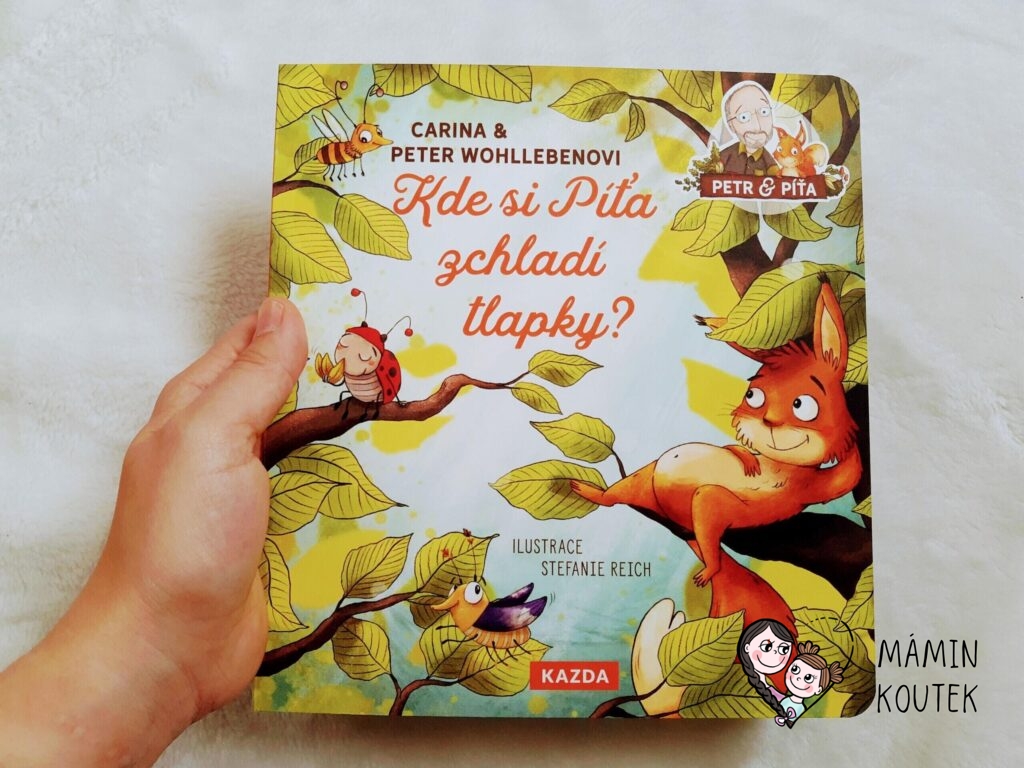 CARINA &
PETER WOHLLEBENOVI
Kde si Píťa
zchladí
tlapky?
PETR & PÍŤA
ILUSTRACE
STEFANIE REICH
KAZDA
MÁMIN
KOUTEK